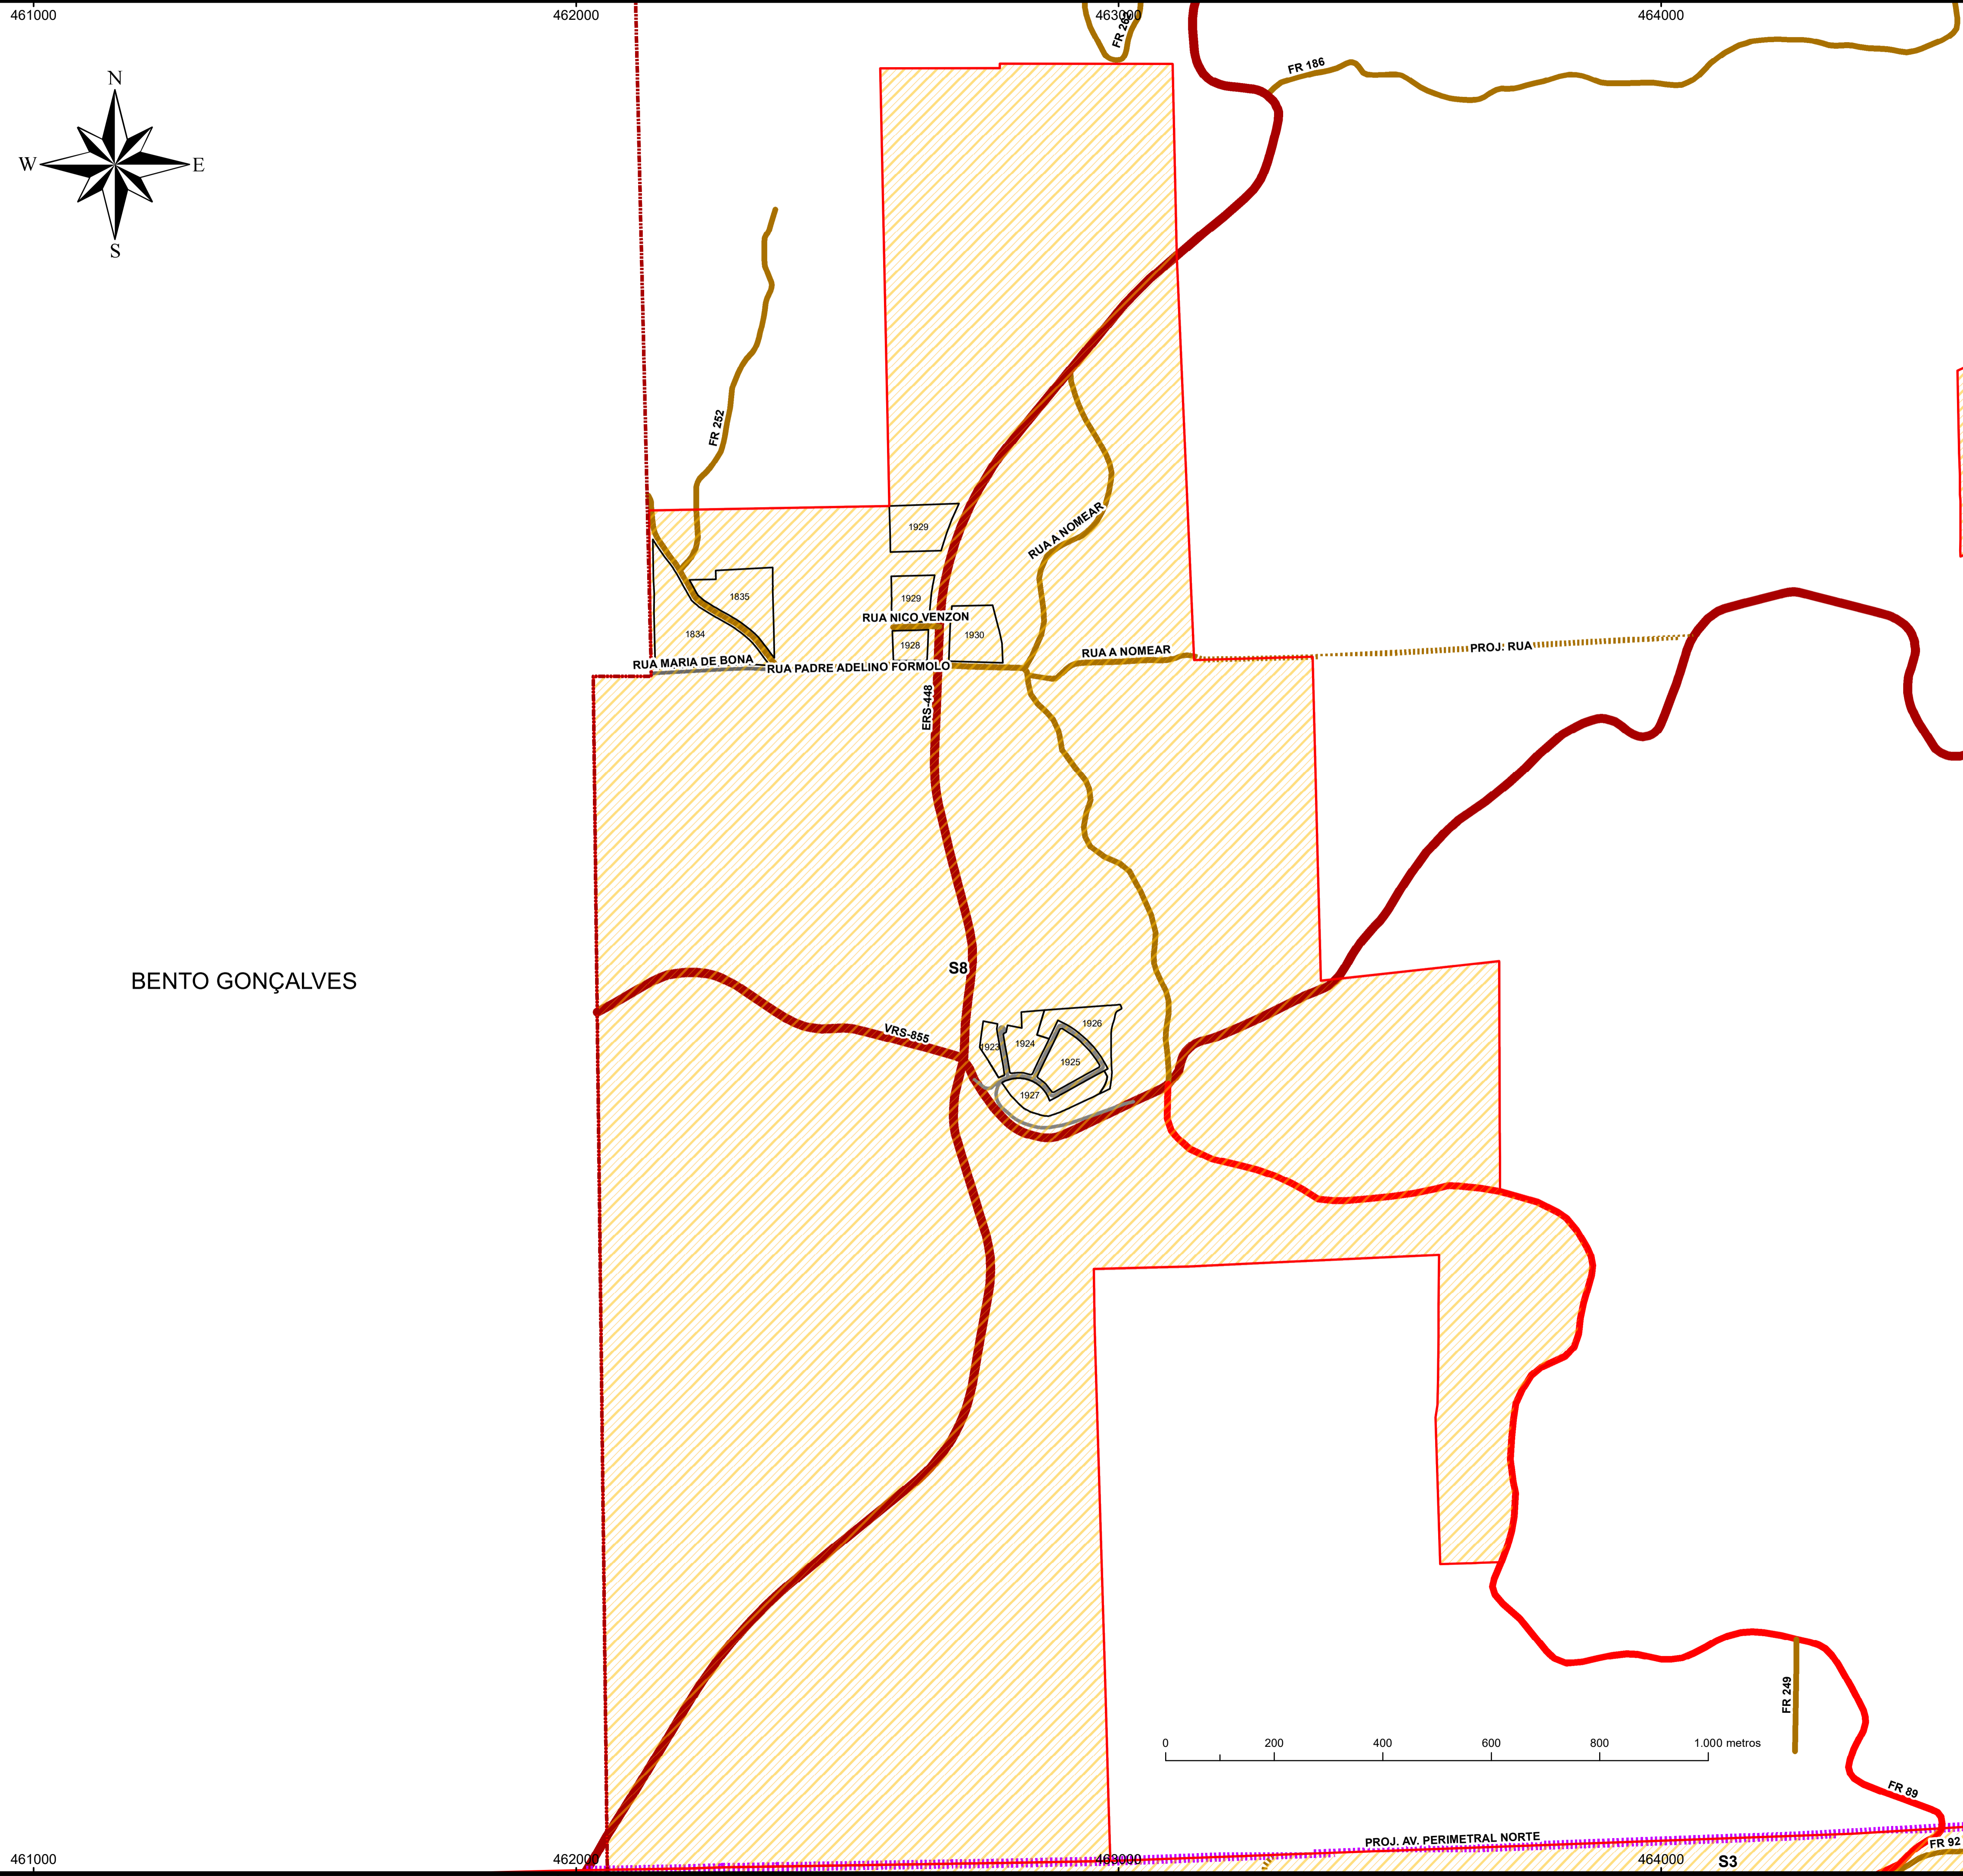 461000
462000
463000
464000
N
W
E
S
FR 186
FR 252
RUA A NOMEAR
1929
1835
1929
RUA NICO VENZON
1834
1930
1928
RUA A NOMEAR
PROJ. RUA
RUA MARIA DE BONA
RUA PADRE ADELINO FORMOLO
ERS-448
S8
BENTO GONÇALVES
VRS-855
1926
1923
1924
1925
1927
FR 249
0
200
400
600
800
1.000 metros
FR 89
PROJ. AV. PERIMETRAL NORTE
FR 92
461000
462000
463000
464000
S3